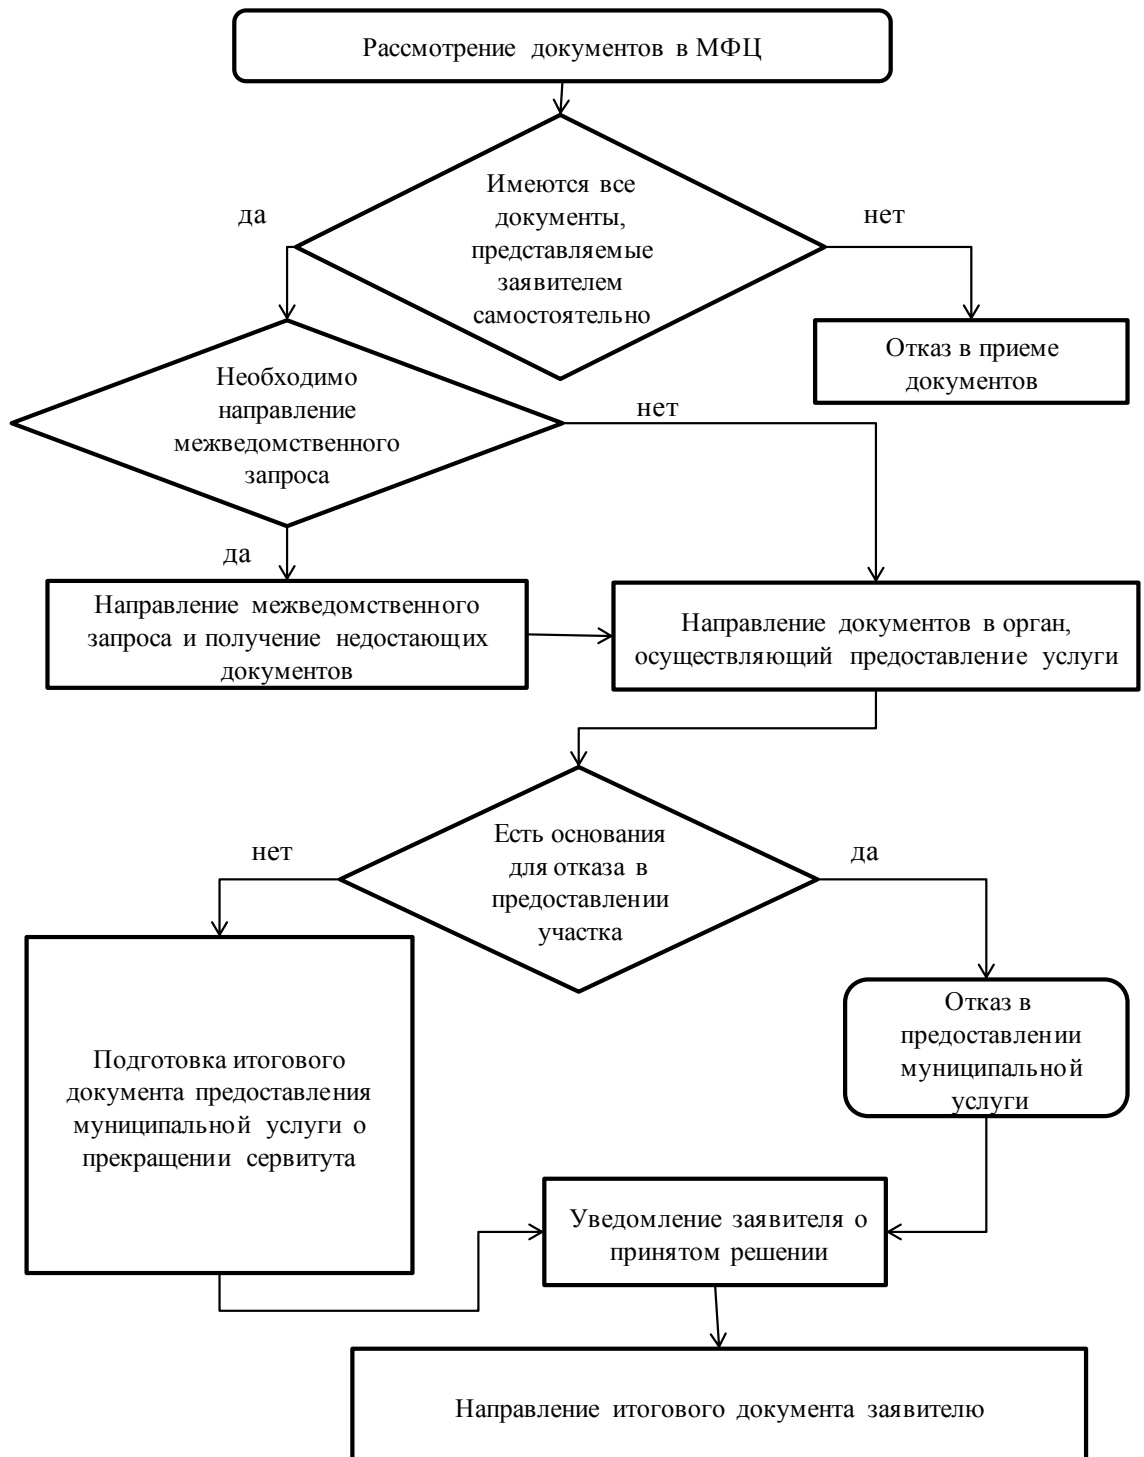 Рассмотрение документов в МФЦ
Имеются все
документы,
представляемые
заявителем
самостоятельно
да
нет
Отказ в приеме
документов
Необходимо
направление
межведомственного
запроса
нет
да
Направление межведомственного
запроса и получение недостающих
документов
Направление документов в орган,
осуществляющий предоставление услуги
Есть основания
для отказа в
предоставлении
участка
нет
да
Подготовка итогового
документа предоставления
муниципальной услуги о
прекращении сервитута
Отказ в
предоставлении
муниципальной
услуги
Уведомление заявителя о
принятом решении
Направление итогового документа заявителю